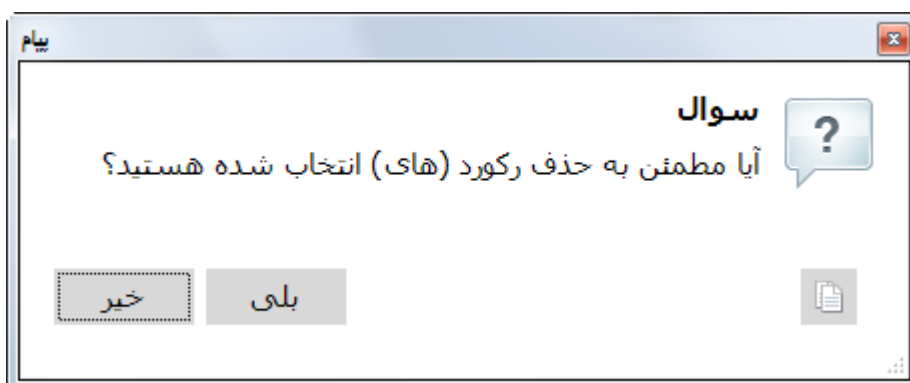 پیام
سوال
آیا مطمئن به حذف رکورد (های) انتخاب شده هستید؟
بلی
خیر